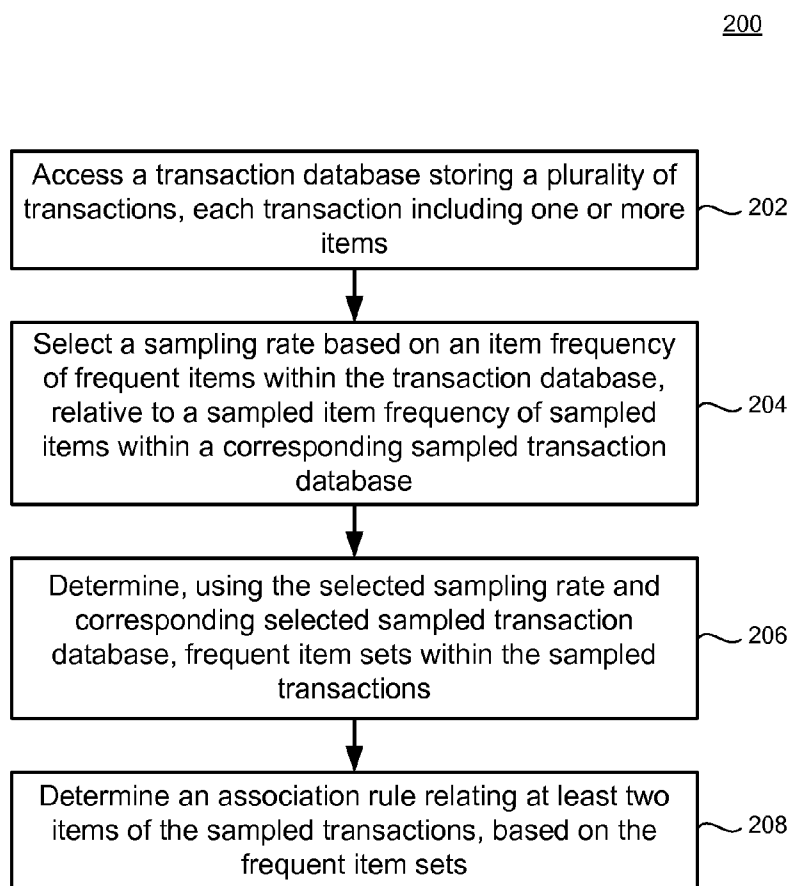 200
Access a transaction database storing a plurality of
transactions, each transaction including one or more
items
202
Select a sampling rate based on an item frequency
of frequent items within the transaction database,
relative to a sampled item frequency of sampled
items within a corresponding sampled transaction
database
204
Determine, using the selected sampling rate and
corresponding selected sampled transaction
database, frequent item sets within the sampled
transactions
206
Determine an association rule relating at least two
items of the sampled transactions, based on the
frequent item sets
208